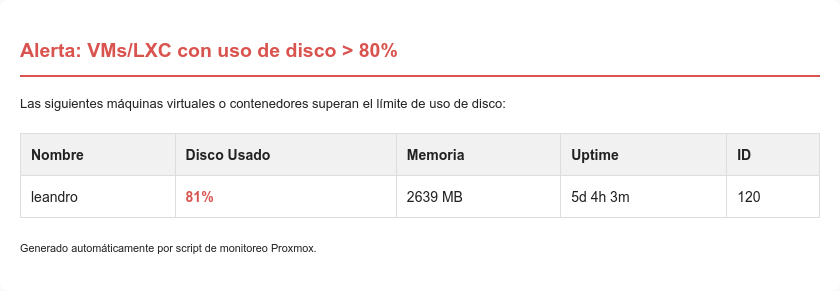 Alerta: VMs/LXC con uso de disco > 80%
Las siguientes máquinas virtuales o contenedores superan el límite de uso de disco:
Nombre Disco Usado Memoria Uptime ID
leandro 81% 2639 MB 5d 4h 3m 120
Generado automáticamente por script de monitoreo Proxmox.